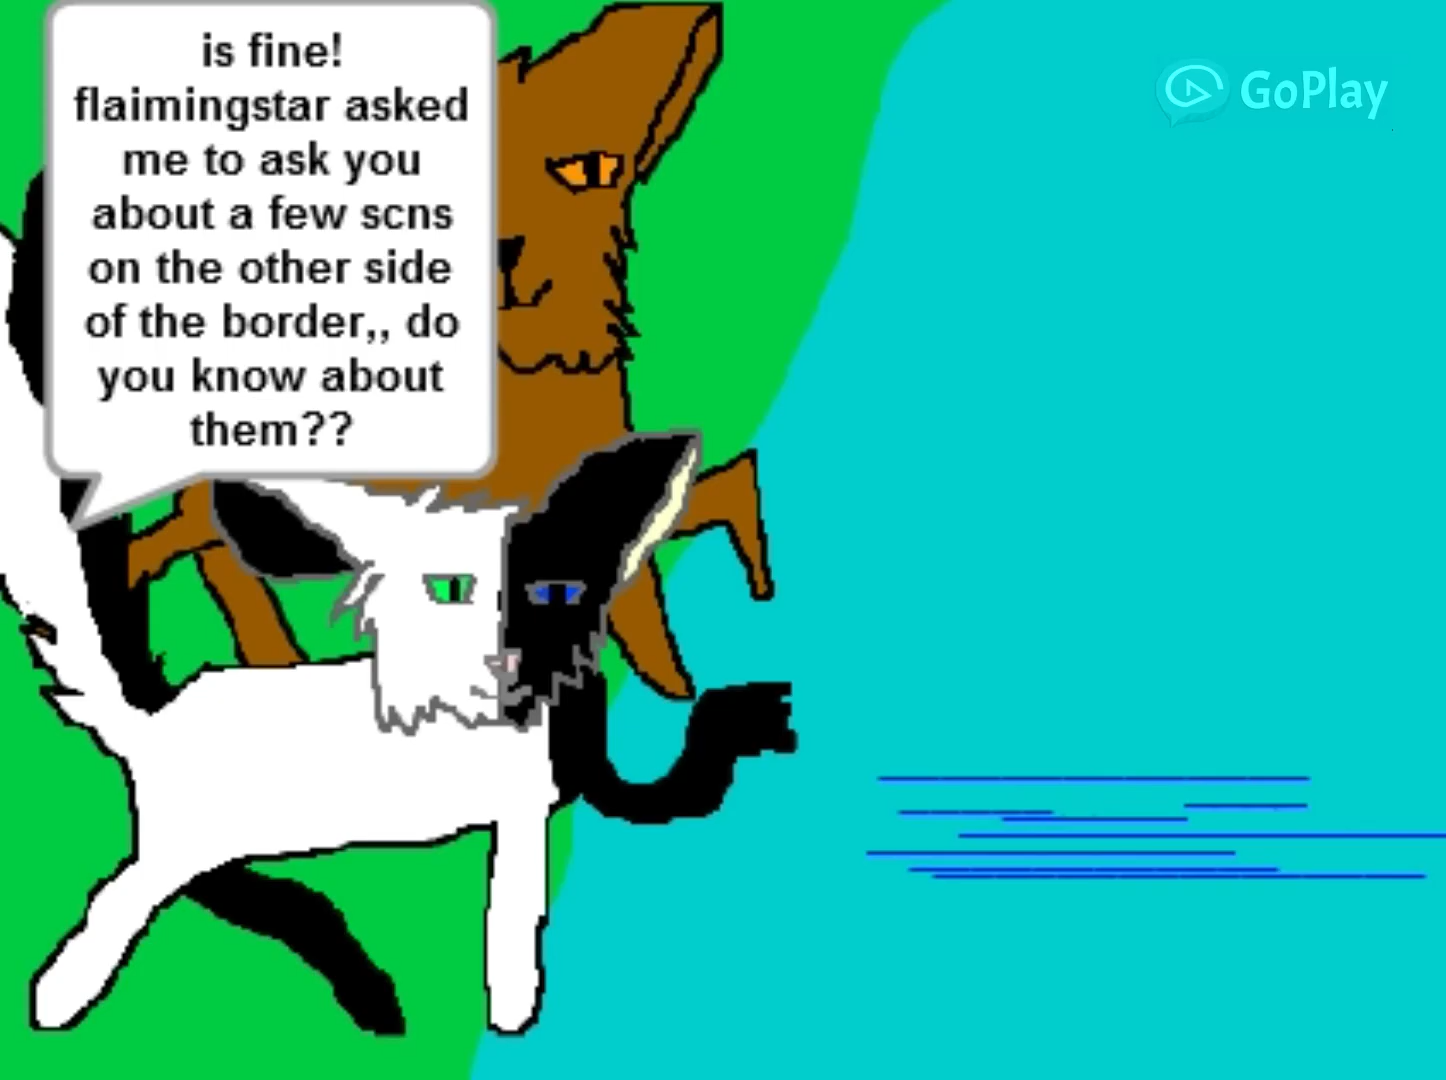 is fine!
flaimingstar asked
me to ask you
about a few scns
on the other side
of the border,, do
you know about
them??
GoPlay